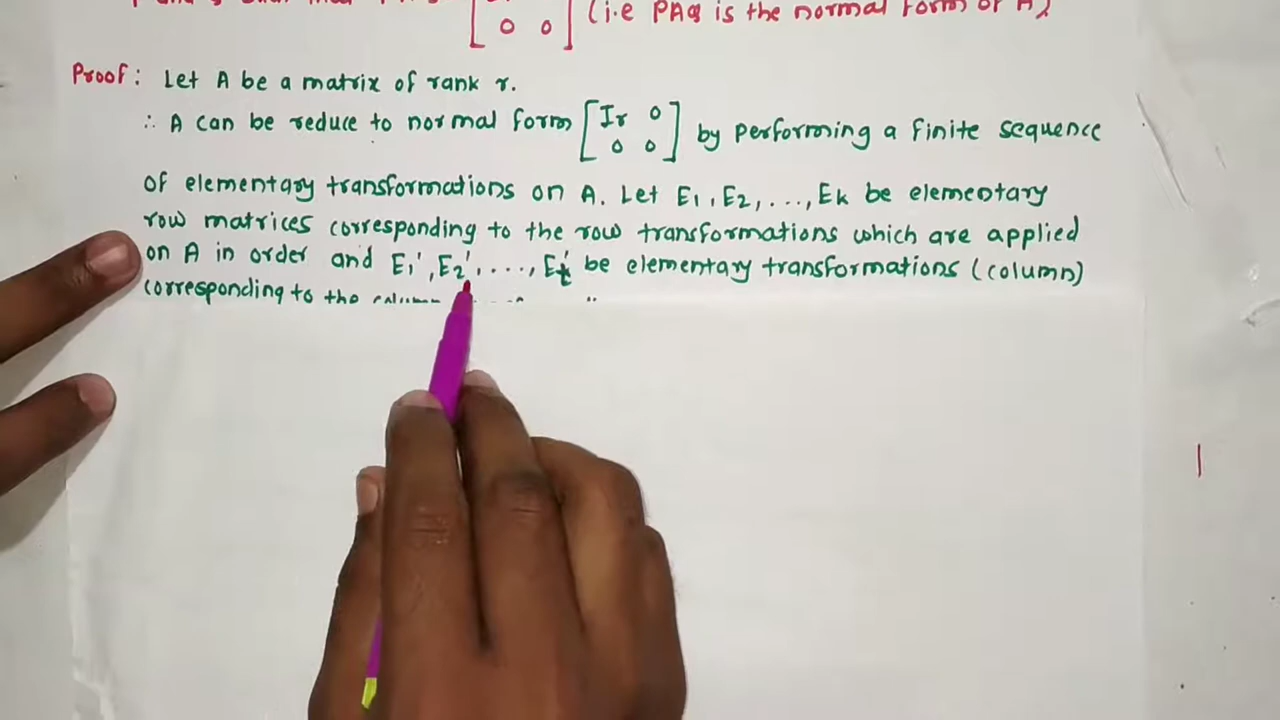 [
0 0 ] (i.e PAQ is the normal form of A)
Proof: Let A be a matrix of rank r.
∴ A can be reduce to normal form [Ir 0
0 0] by performing a finite sequence
of elementary transformations on A. Let E1, E2, ..., Ek be elementary
row matrices corresponding to the row transformations which are applied
on A in order and E1', E2', ..., Et' be elementary transformations (column)
corresponding to the column